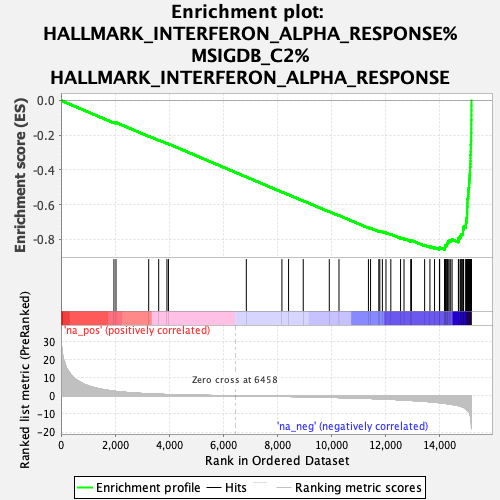 Enrichment plot:
HALLMARK_INTERFERON_ALPHA_RESPONSE%
MSIGDB_C2%
HALLMARK_INTERFERON_ALPHA_RESPONSE
Enrichment score (ES)
0.0
-0.2
-0.4
-0.6
-0.8
'na_pos' (positively correlated)
Ranked list metric (PreRanked)
30
20
10
0
-10
-20
Zero cross at 6458
'na_neg' (negatively correlated)
0
2,000
4,000
6,000
8,000
10,000
12,000
14,000
Rank in Ordered Dataset
Enrichment profile
Hits
Ranking metric scores